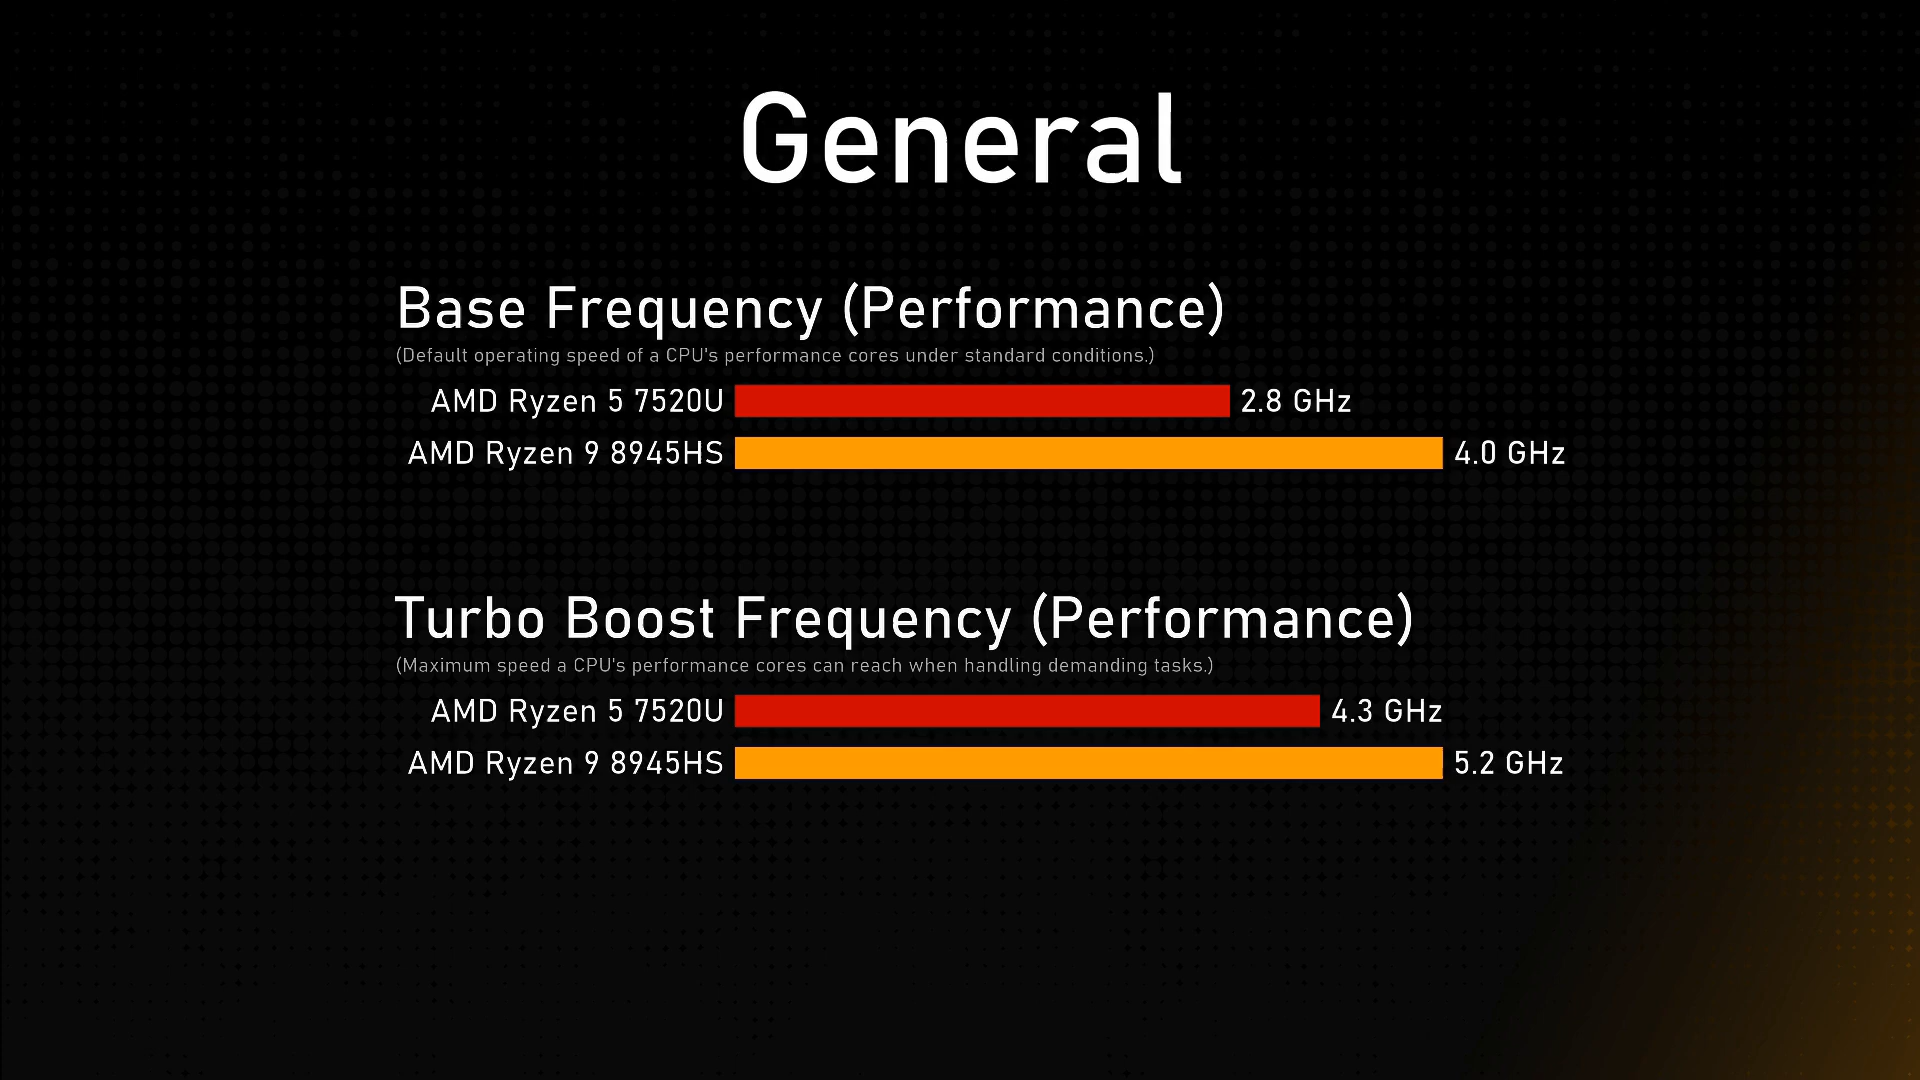 General
Base Frequency (Performance)
(Default operating speed of a CPU's performance cores under standard conditions.)
AMD Ryzen 5 7520U 2.8 GHz
AMD Ryzen 9 8945HS 4.0 GHz
Turbo Boost Frequency (Performance)
(Maximum speed a CPU's performance cores can reach when handling demanding tasks.)
AMD Ryzen 5 7520U 4.3 GHz
AMD Ryzen 9 8945HS 5.2 GHz